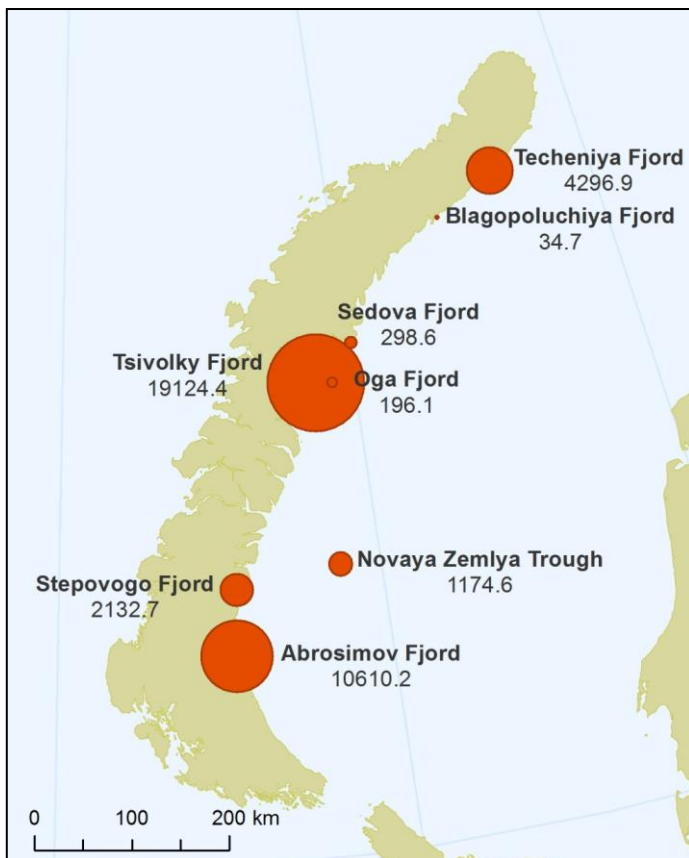 Techeniya Fjord
4296.9
Blagopoluchiya Fjord
34.7
Sedova Fjord
298.6
Tsivolky Fjord
19124.4
Oga Fjord
196.1
Novaya Zemlya Trough
1174.6
Stepovogo Fjord
2132.7
Abrosimov Fjord
10610.2
0 100 200 km